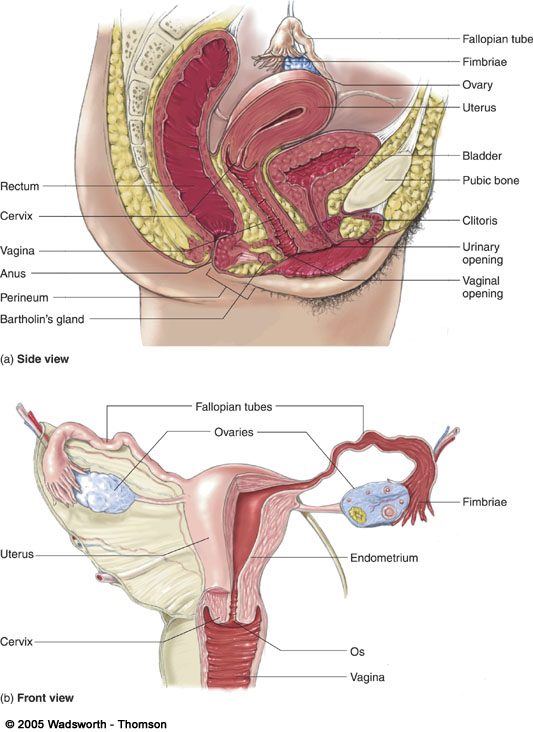 Fallopian tube
Fimbriae
Ovary
Uterus
Bladder
Pubic bone
Clitoris
Urinary
opening
Vaginal
opening
Rectum
Cervix
Vagina
Anus
Perineum
Bartholin's gland
(a) Side view
Fallopian tubes
Ovaries
Fimbriae
Uterus
Endometrium
Cervix
Os
Vagina
(b) Front view
© 2005 Wadsworth - Thomson